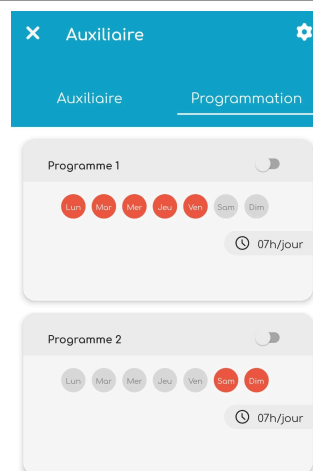 Auxiliaire
Auxiliaire Programmation
Programme 1
Lun Mar Mer Jeu Ven Sam Dim
07h/jour
Programme 2
Lun Mar Mer Jeu Ven Sam Dim
07h/jour